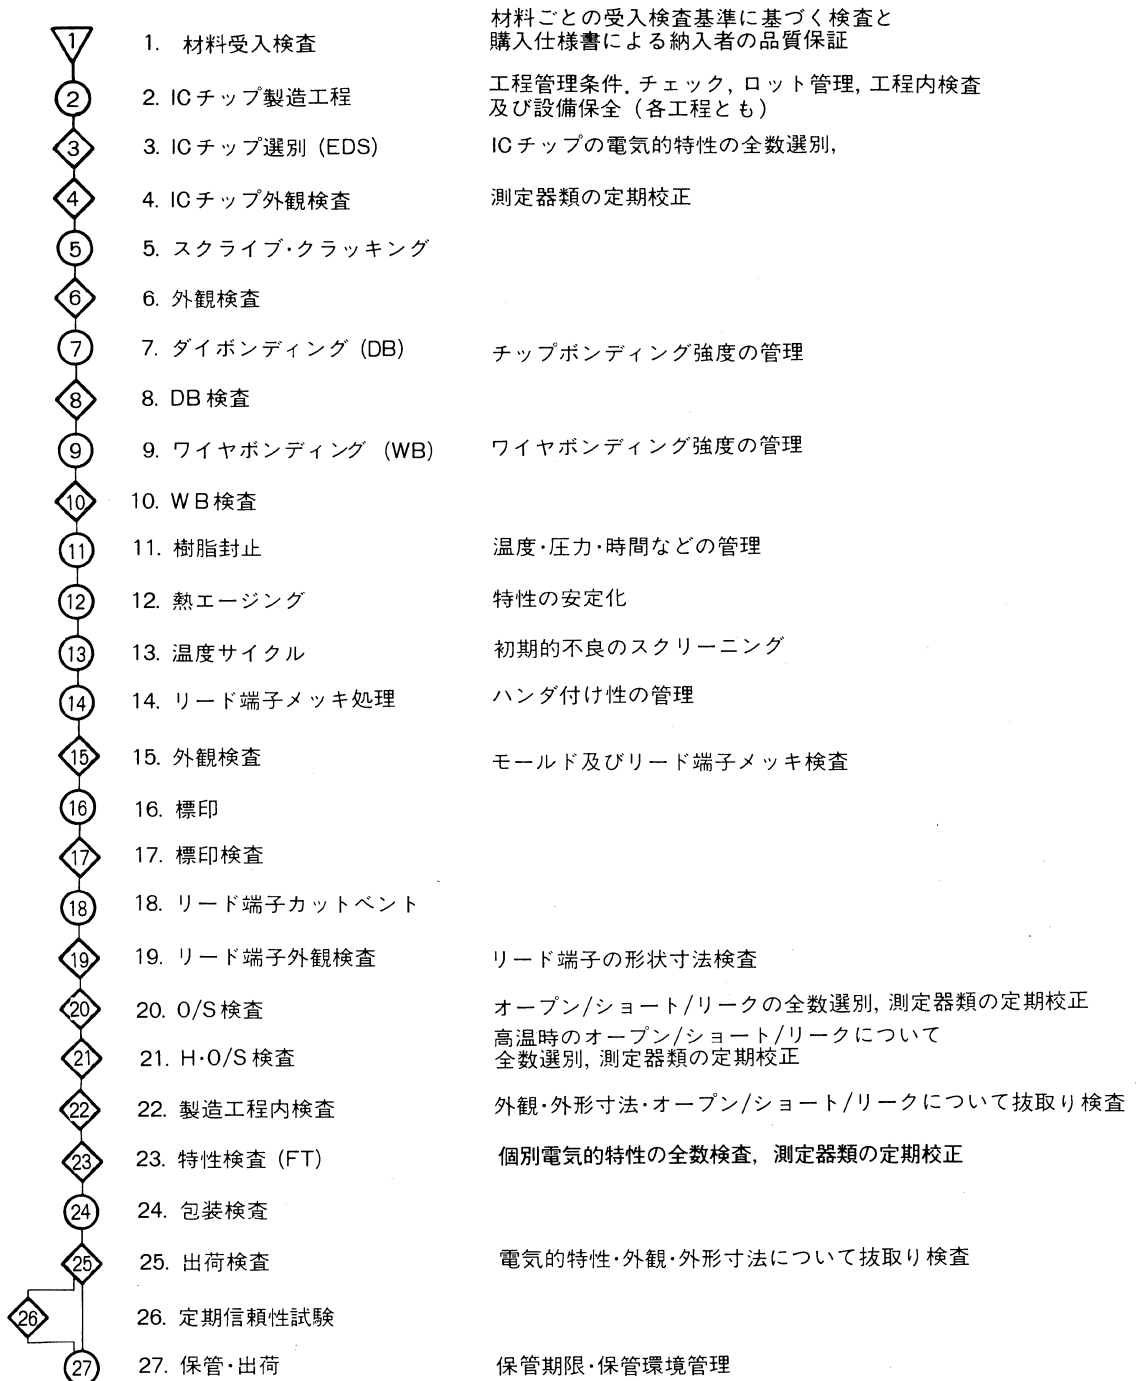 材料ごとの受入検査基準に基づく検査と
1 1. 材料受入検査 購入仕様書による納入者の品質保証
工程管理条件. チェック, ロット管理, 工程内検査
2 2. ICチップ製造工程 及び設備保全 (各工程とも)
3 3. ICチップ選別 (EDS) ICチップの電気的特性の全数選別,
4 4. ICチップ外観検査 測定器類の定期校正
5 5. スクライブ・クラッキング
6 6. 外観検査
7 7. ダイボンディング (DB) チップボンディング強度の管理
8 8. DB検査
9 9. ワイヤボンディング (WB) ワイヤボンディング強度の管理
10 10. WB検査
11 11. 樹脂封止 温度・圧力・時間などの管理
12 12. 熱エージング 特性の安定化
13 13. 温度サイクル 初期的不良のスクリーニング
14 14. リード端子メッキ処理 ハンダ付け性の管理
15 15. 外観検査 モールド及びリード端子メッキ検査
16 16. 標印
17 17. 標印検査
18 18. リード端子カットベント
19 19. リード端子外観検査 リード端子の形状寸法検査
20 20. O/S検査 オープン/ショート/リークの全数選別, 測定器類の定期校正
高温時のオープン/ショート/リークについて
21 21. H・O/S検査 全数選別, 測定器類の定期校正
22 22. 製造工程内検査 外観・外形寸法・オープン/ショート/リークについて抜取り検査
23 23. 特性検査 (FT) 個別電気的特性の全数検査, 測定器類の定期校正
24 24. 包装検査
25 25. 出荷検査 電気的特性・外観・外形寸法について抜取り検査
26 26. 定期信頼性試験
27 27. 保管・出荷 保管期限・保管環境管理